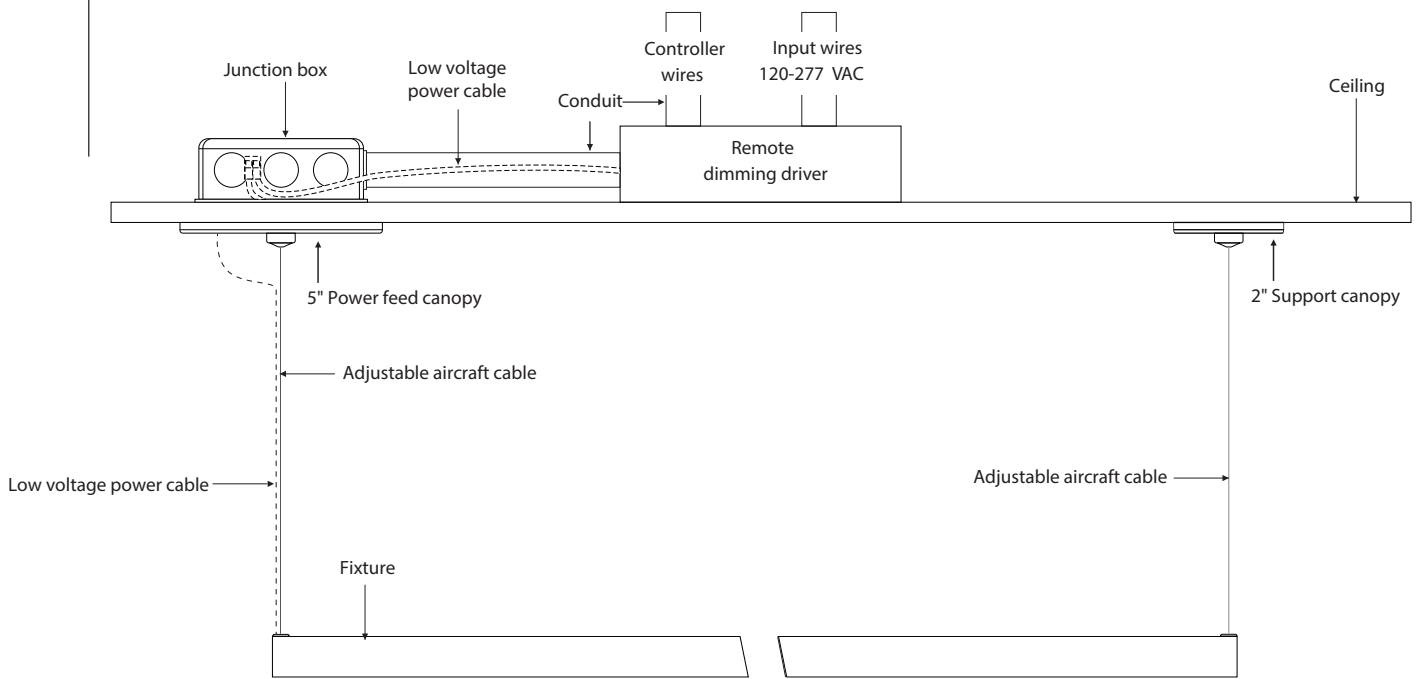 Controller
wires
Input wires
120-277 VAC
Junction box
Low voltage
power cable
Conduit
Ceiling
Remote
dimming driver
5" Power feed canopy
2" Support canopy
Adjustable aircraft cable
Low voltage power cable
Adjustable aircraft cable
Fixture